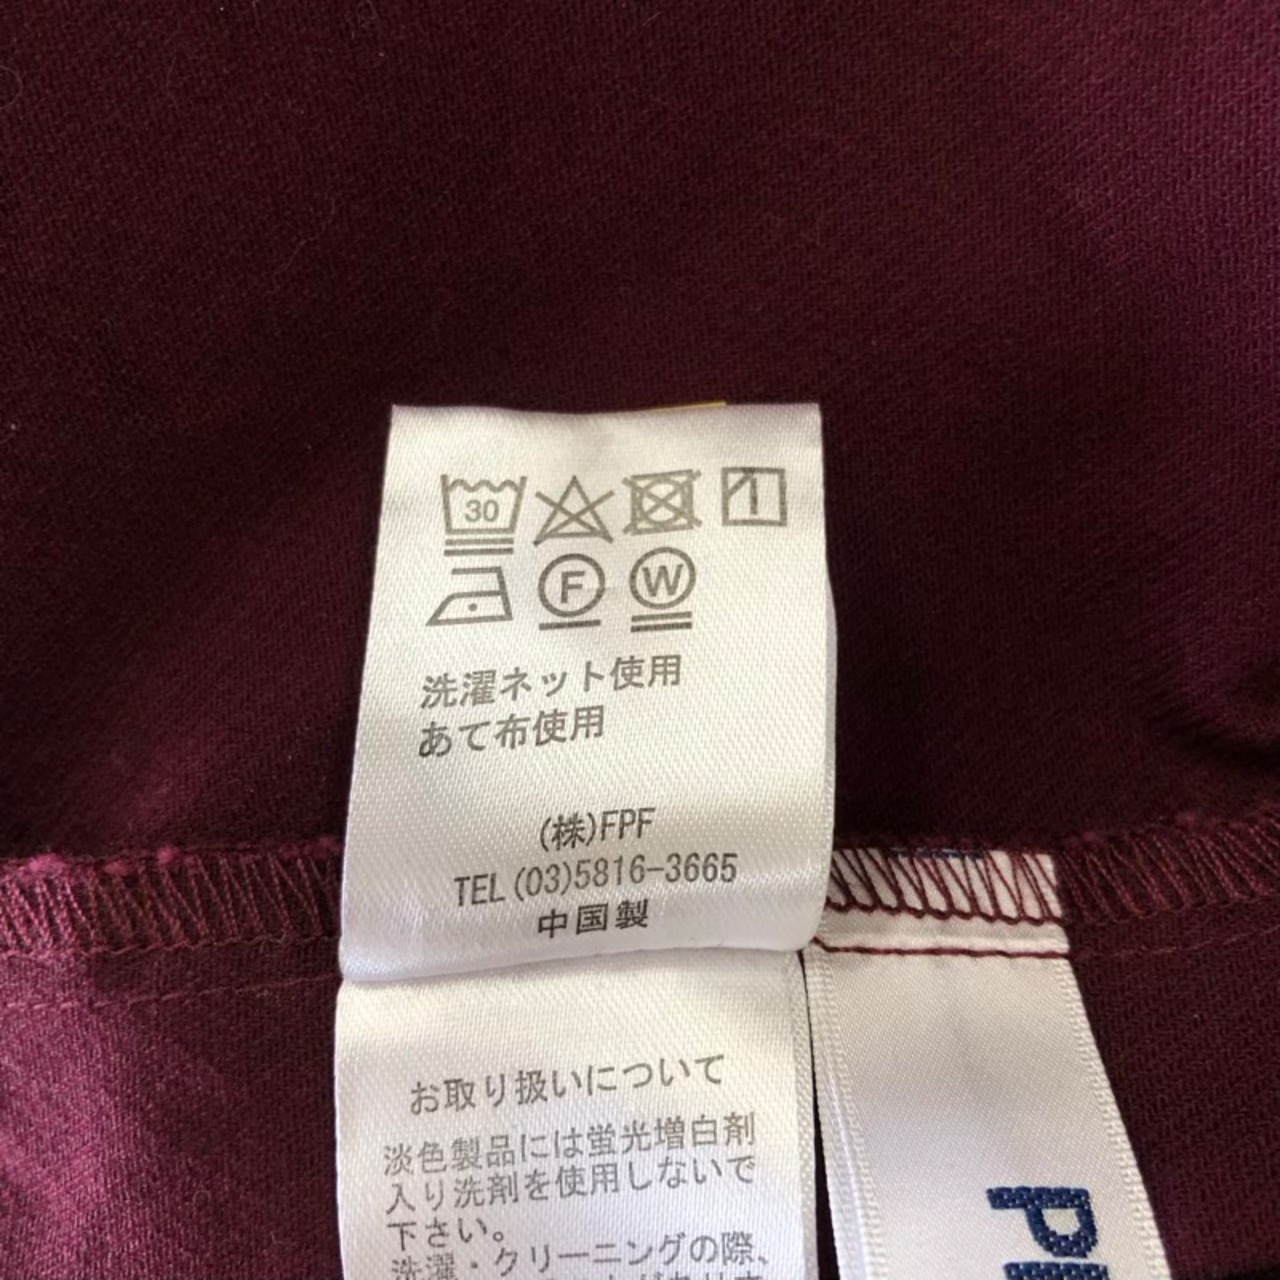 30
F W
洗濯ネット使用
あて布使用
(株)FPF
TEL(03)5816-3665
中国製
お取り扱いについて
淡色製品には蛍光増白剤
入り洗剤を使用しないで
下さい。
洗濯・クリーニングの際、